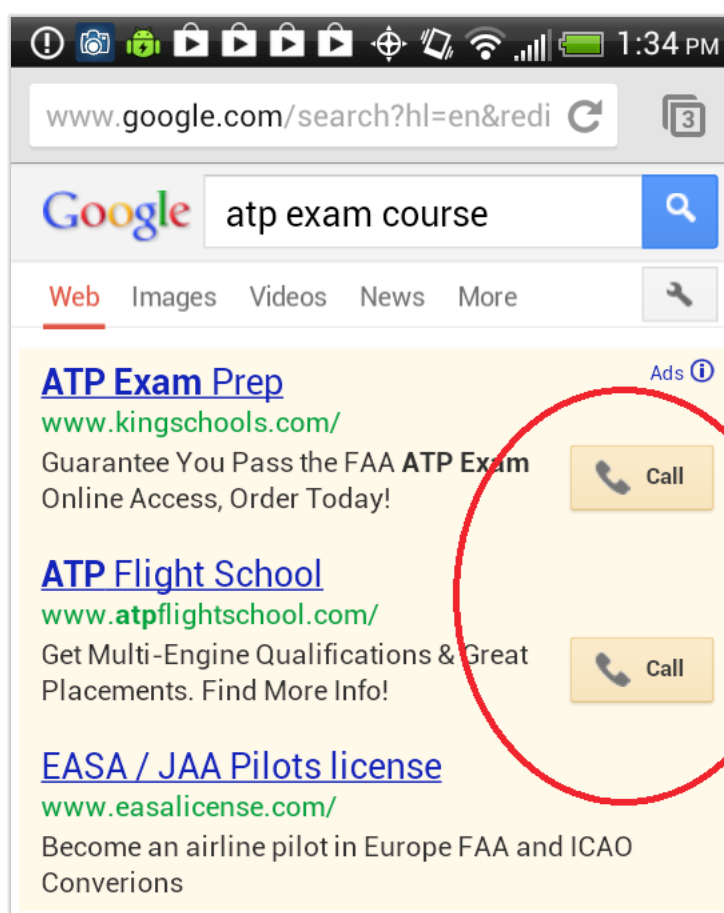 1:34 PM
www.google.com/search?hl=en&redi
3
Google
atp exam course
Web Images Videos News More
Ads
ATP Exam Prep
www.kingschools.com/
Guarantee You Pass the FAA ATP Exam
Online Access, Order Today!
Call
ATP Flight School
www.atpflightschool.com/
Get Multi-Engine Qualifications & Great
Placements. Find More Info!
Call
EASA / JAA Pilots license
www.easalicense.com/
Become an airline pilot in Europe FAA and ICAO
Converions